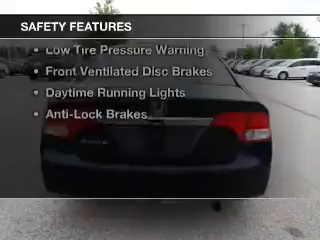 SAFETY FEATURES
• Low Tire Pressure Warning
• Front Ventilated Disc Brakes
• Daytime Running Lights
• Anti-Lock Brakes